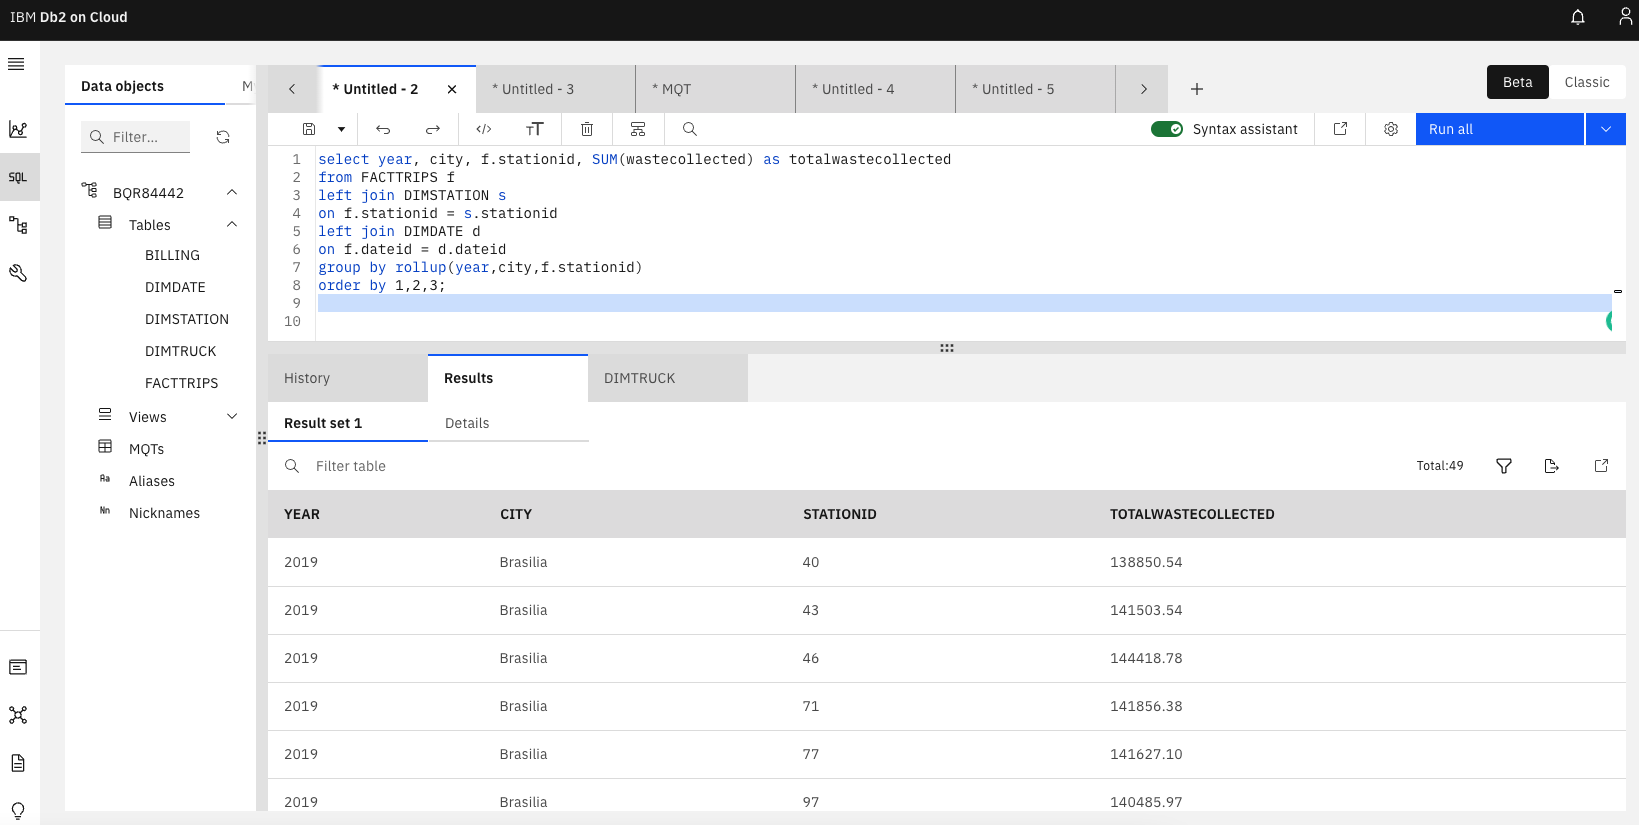 IBM Db2 on Cloud
Data objects
* Untitled - 2
* Untitled - 3
* MQT
* Untitled - 4
* Untitled - 5
Beta
Classic
Filter...
Syntax assistant
Run all
SQL
BQR84442
Tables
BILLING
DIMDATE
DIMSTATION
DIMTRUCK
FACTTRIPS
Views
MQTs
Aa Aliases
Nn Nicknames
1 select year, city, f.stationid, SUM(wastecollected) as totalwastecollected
2 from FACTTRIPS f
3 left join DIMSTATION s
4 on f.stationid = s.stationid
5 left join DIMDATE d
6 on f.dateid = d.dateid
7 group by rollup(year,city,f.stationid)
8 order by 1,2,3;
9
10
History
Results
DIMTRUCK
Result set 1
Details
Filter table
Total:49
YEAR CITY STATIONID TOTALWASTECOLLECTED
2019 Brasilia 40 138850.54
2019 Brasilia 43 141503.54
2019 Brasilia 46 144418.78
2019 Brasilia 71 141856.38
2019 Brasilia 77 141627.10
2019 Brasilia 97 140485.97